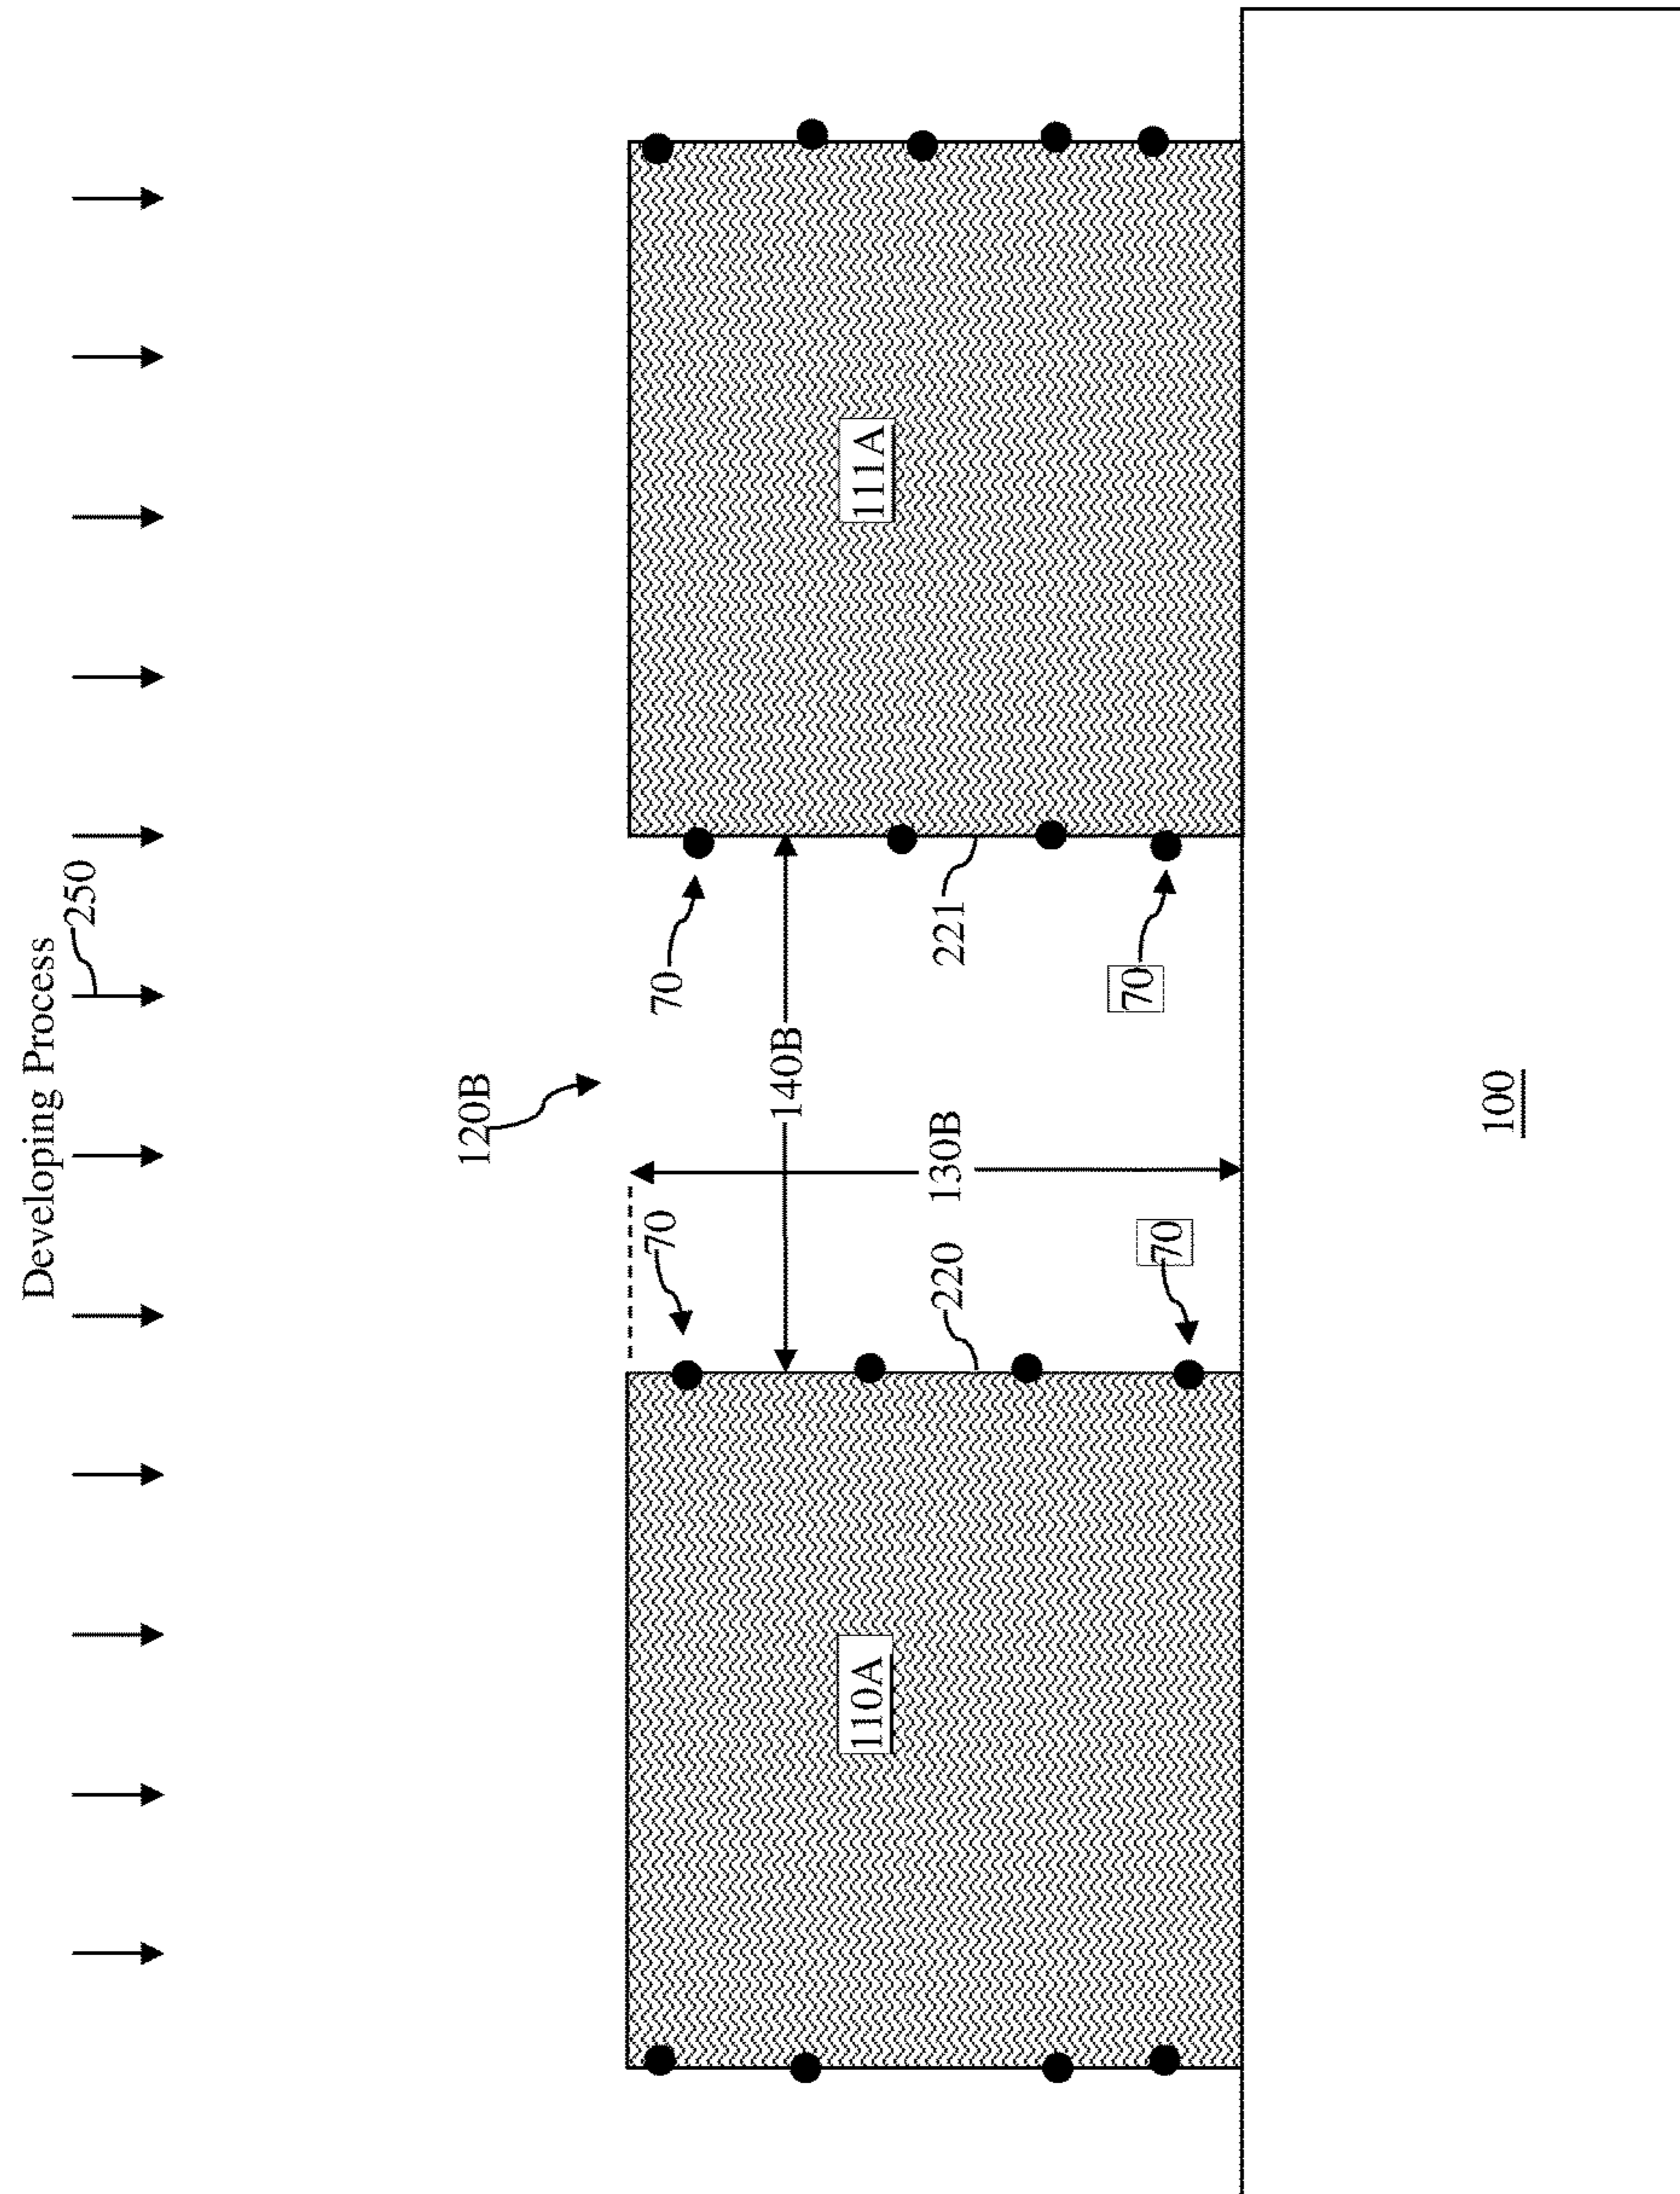 Developing Process
250
120B
70
70
140B
110A
111A
220
130B
221
70
70
100